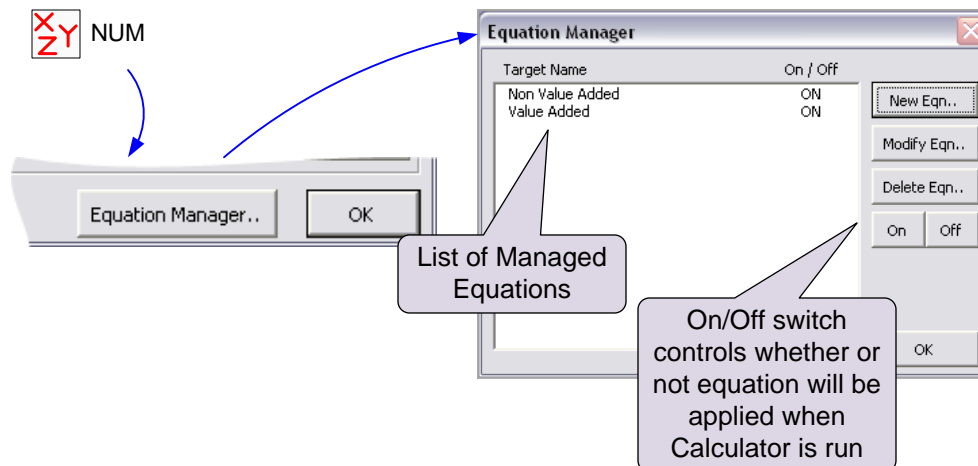 X Y Z NUM
Equation Manager
Target Name On / Off
Non Value Added ON
Value Added ON
New Eqn..
Modify Eqn..
Delete Eqn..
On Off
OK
Equation Manager.. OK
List of Managed
Equations
On/Off switch
controls whether or
not equation will be
applied when
Calculator is run